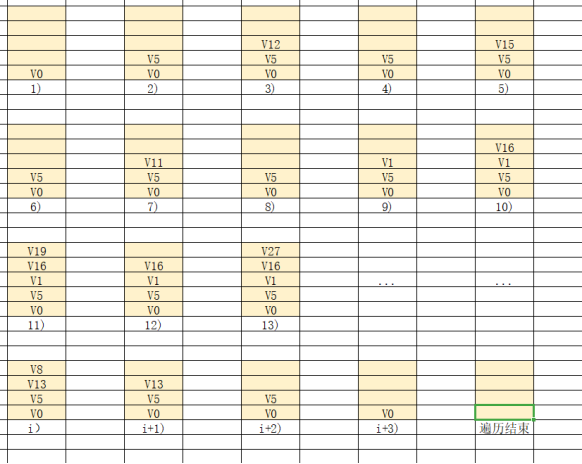 V12 V15
V5 V5 V5 V5
V0 V0 V0 V0 V0
1) 2) 3) 4) 5)
V16
V11 V1 V1
V5 V5 V5 V5 V5
V0 V0 V0 V0 V0
6) 7) 8) 9) 10)
V19 V27
V16 V16 V16
V1 V1 V1 ... ...
V5 V5 V5
V0 V0 V0
11) 12) 13)
V8
V13 V13
V5 V5 V5
V0 V0 V0 V0
i) i+1) i+2) i+3) 遍历结束